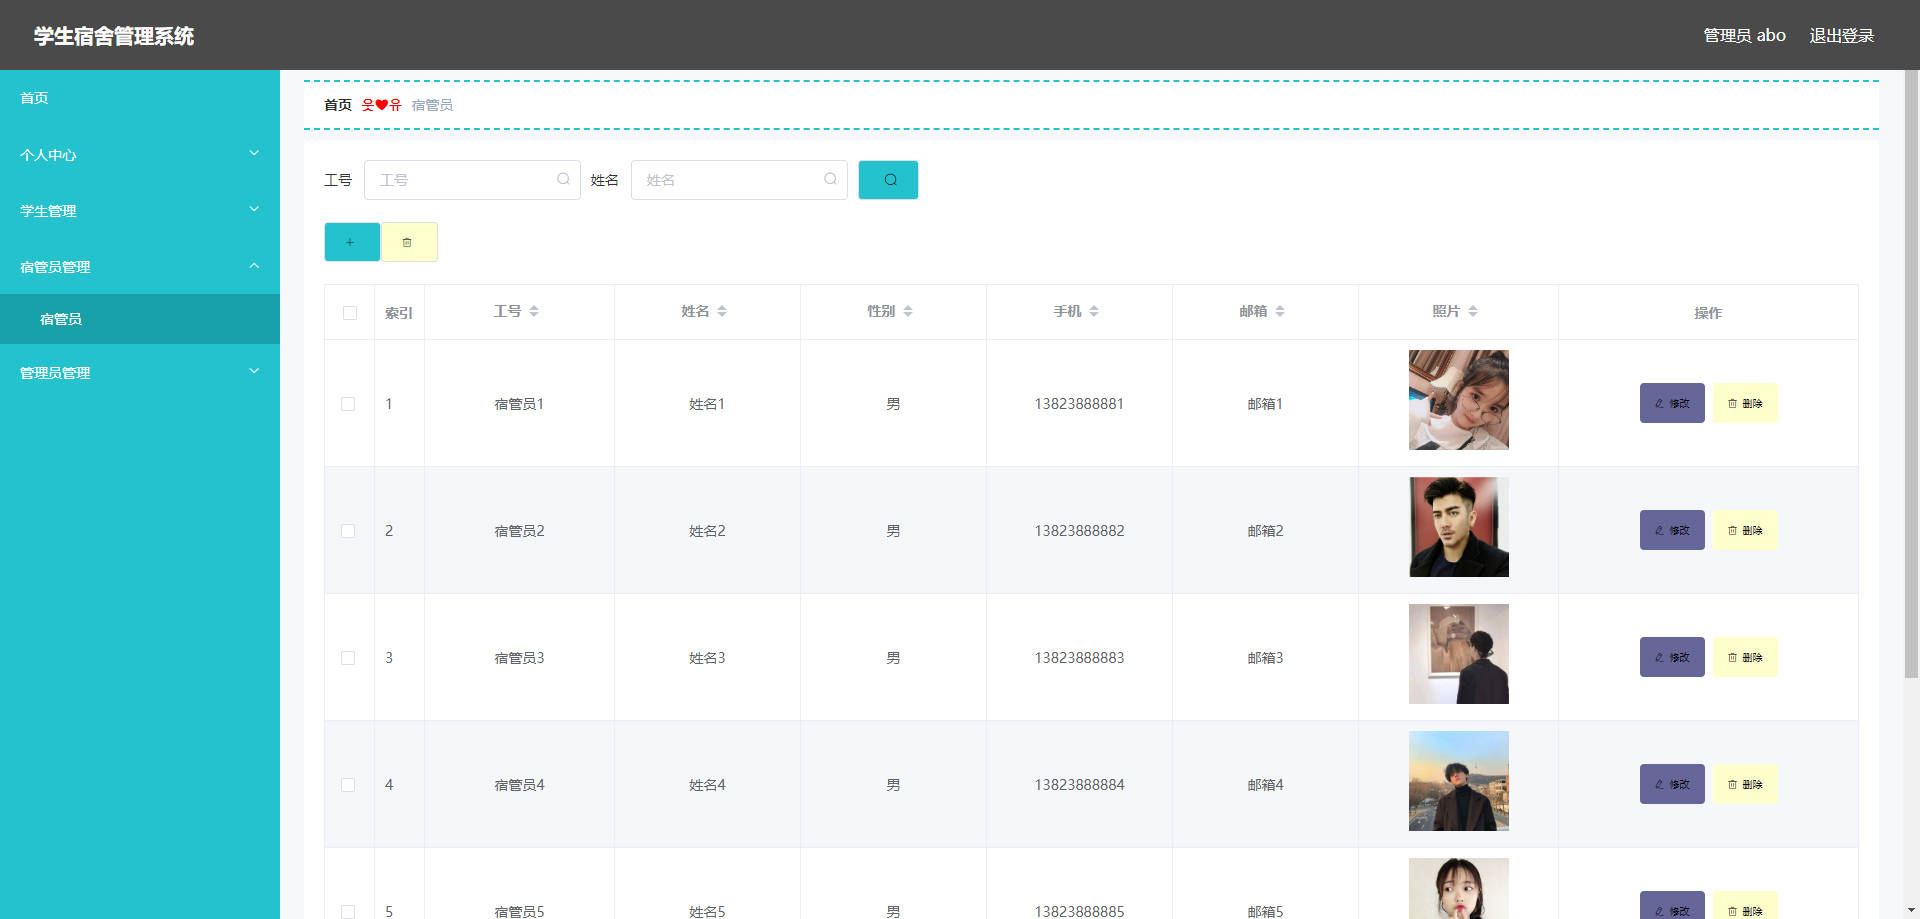 学生宿舍管理系统
管理员 abo 退出登录
首页
个人中心
学生管理
宿管员管理
宿管员
管理员管理
首页 웃❤유 宿管员
工号 工号 姓名 姓名
索引 工号 姓名 性别 手机 邮箱 照片 操作
1 宿管员1 姓名1 男 13823888881 邮箱1 修改 删除
2 宿管员2 姓名2 男 13823888882 邮箱2 修改 删除
3 宿管员3 姓名3 男 13823888883 邮箱3 修改 删除
4 宿管员4 姓名4 男 13823888884 邮箱4 修改 删除
5 宿管员5 姓名5 男 13823888885 邮箱5 修改 删除